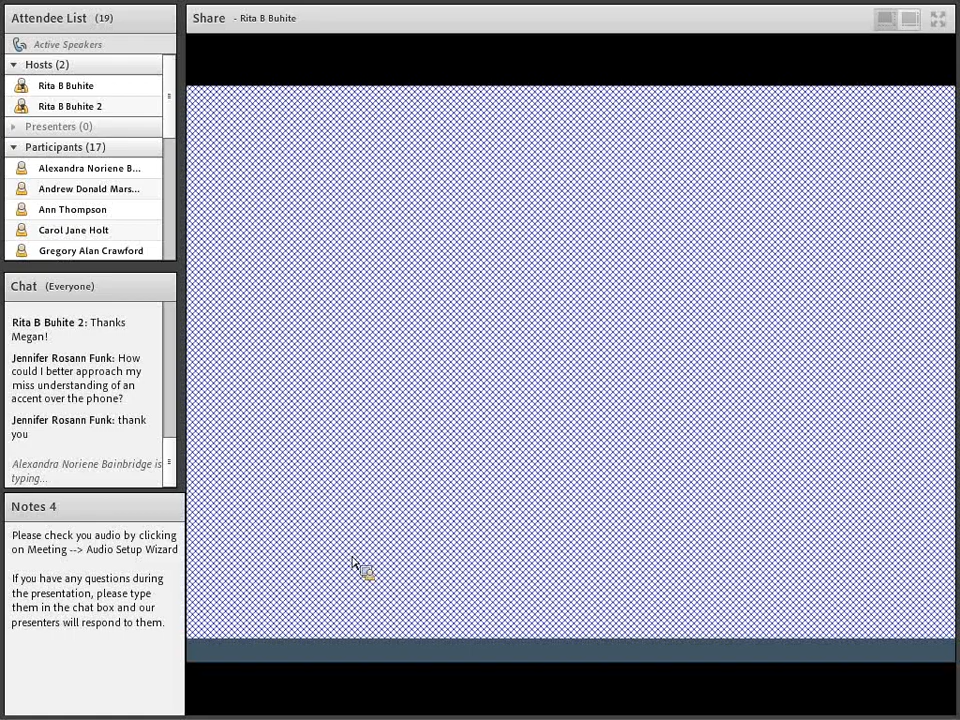 Attendee List (19)
Active Speakers
Hosts (2)
Rita B Buhite
Rita B Buhite 2
Presenters (0)
Participants (17)
Alexandra Noriene B...
Andrew Donald Mars...
Ann Thompson
Carol Jane Holt
Gregory Alan Crawford
Chat (Everyone)
Rita B Buhite 2: Thanks
Megan!
Jennifer Rosann Funk: How
could I better approach my
miss understanding of an
accent over the phone?
Jennifer Rosann Funk: thank
you
Alexandra Noriene Bainbridge is
typing...
Notes 4
Please check you audio by clicking
on Meeting --> Audio Setup Wizard
If you have any questions during
the presentation, please type
them in the chat box and our
presenters will respond to them.
Share - Rita B Buhite